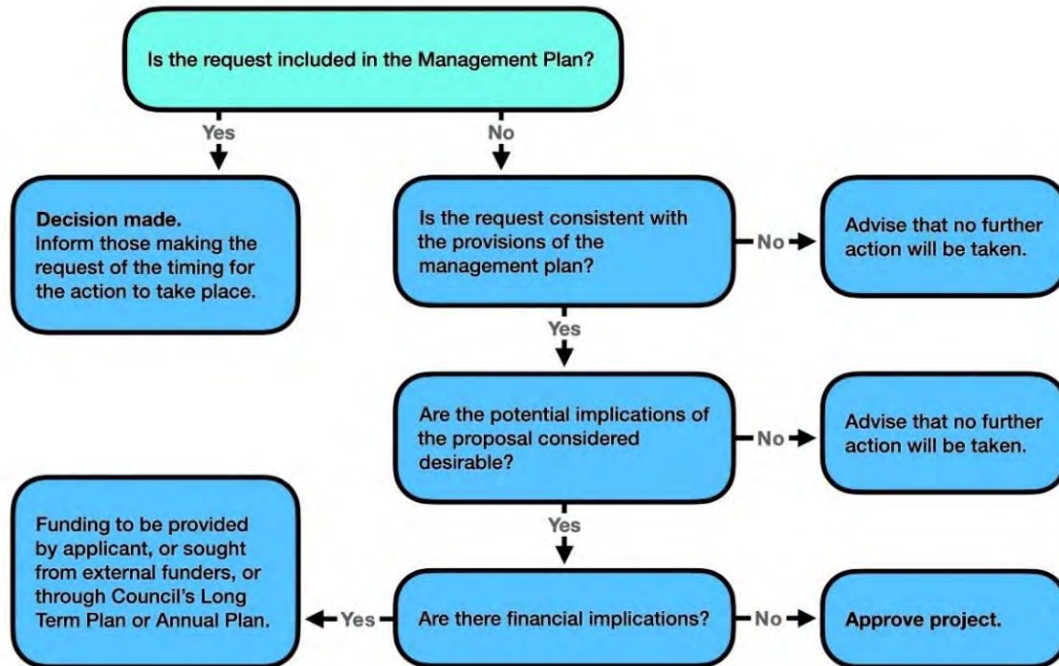 Is the request included in the Management Plan?
Yes
No
Decision made.
Inform those making the
request of the timing for
the action to take place.
Is the request consistent with
the provisions of the
management plan?
No
Advise that no further
action will be taken.
Yes
Are the potential implications of
the proposal considered
desirable?
No
Advise that no further
action will be taken.
Yes
Funding to be provided
by applicant, or sought
from external funders, or
through Council's Long
Term Plan or Annual Plan.
Yes
Are there financial implications?
No
Approve project.